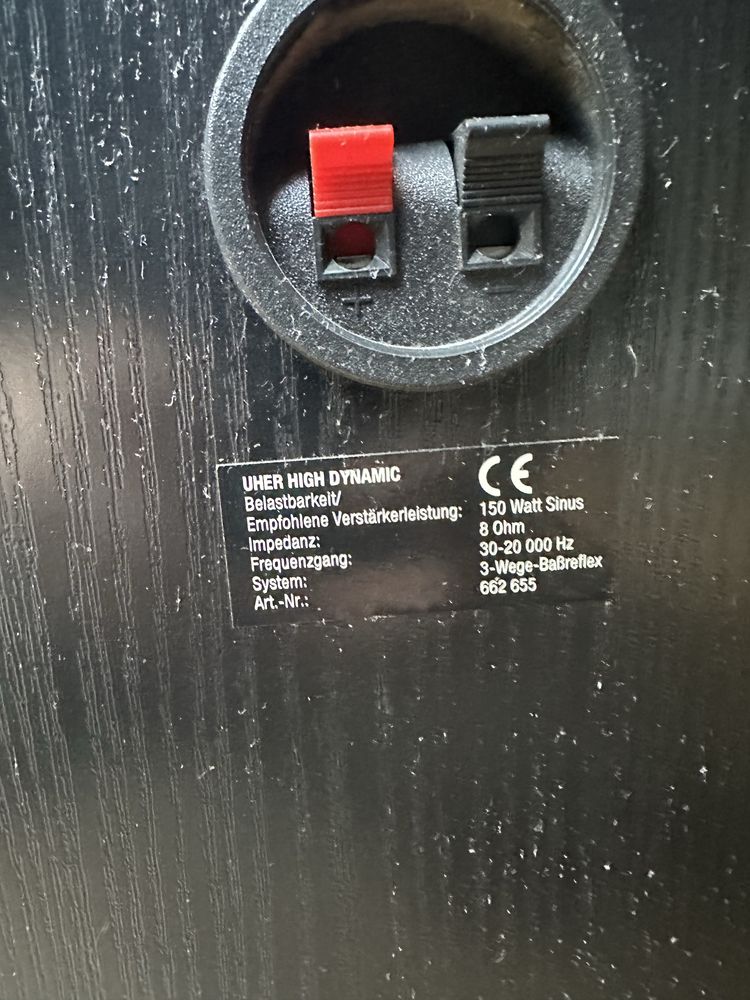 +
-
UHER HIGH DYNAMIC CE
Belastbarkeit/
Empfohlene Verstärkerleistung: 150 Watt Sinus
Impedanz: 8 Ohm
Frequenzgang: 30-20 000 Hz
System: 3-Wege-Baßreflex
Art.-Nr.: 662 655